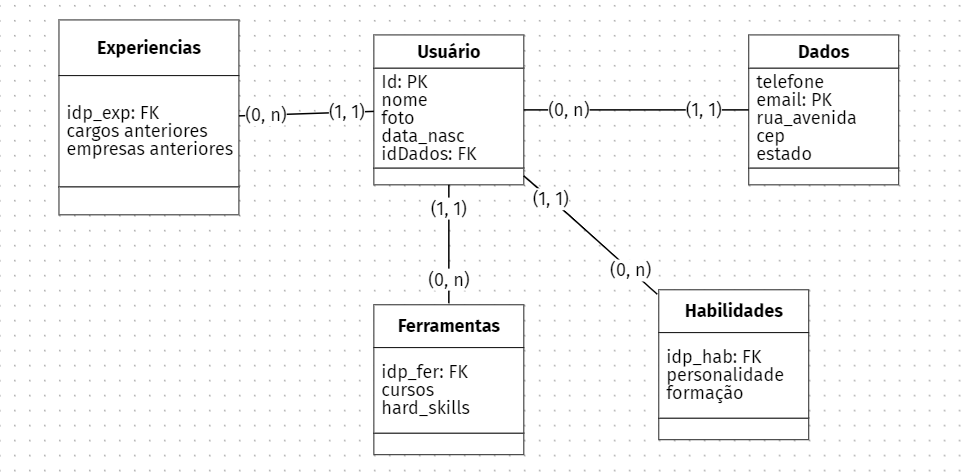 Experiencias
idp_exp: FK
cargos anteriores
empresas anteriores
(0, n)
(1, 1)
Usuário
Id: PK
nome
foto
data_nasc
idDados: FK
(0, n)
(1, 1)
Dados
telefone
email: PK
rua_avenida
cep
estado
(1, 1)
(0, n)
Ferramentas
idp_fer: FK
cursos
hard_skills
(1, 1)
(0, n)
Habilidades
idp_hab: FK
personalidade
formação